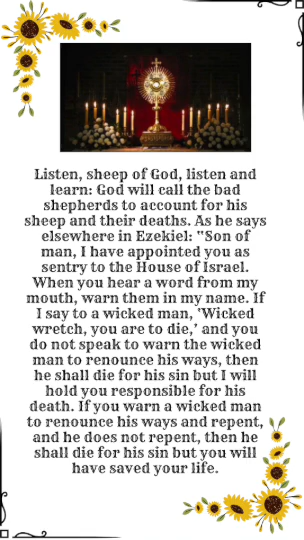 Listen, sheep of God, listen and
learn: God will call the bad
shepherds to account for his
sheep and their deaths. As he says
elsewhere in Ezekiel: "Son of
man, I have appointed you as
sentry to the House of Israel.
When you hear a word from my
mouth, warn them in my name. If
I say to a wicked man, 'Wicked
wretch, you are to die,' and you
do not speak to warn the wicked
man to renounce his ways, then
he shall die for his sin but I will
hold you responsible for his
death. If you warn a wicked man
to renounce his ways and repent,
and he does not repent, then he
shall die for his sin but you will
have saved your life.